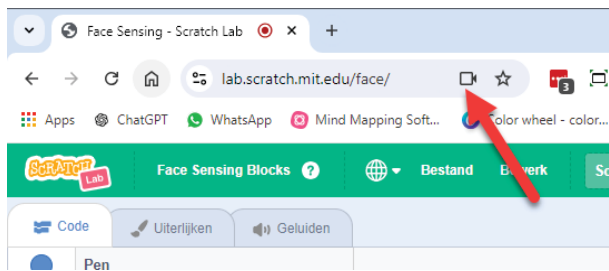 Face Sensing - Scratch Lab
lab.scratch.mit.edu/face/
3
Apps ChatGPT WhatsApp Mind Mapping Soft... Color wheel - color...
SCRATCH Lab Face Sensing Blocks ? Bestand
Code Uiterlijken Geluiden
Pen